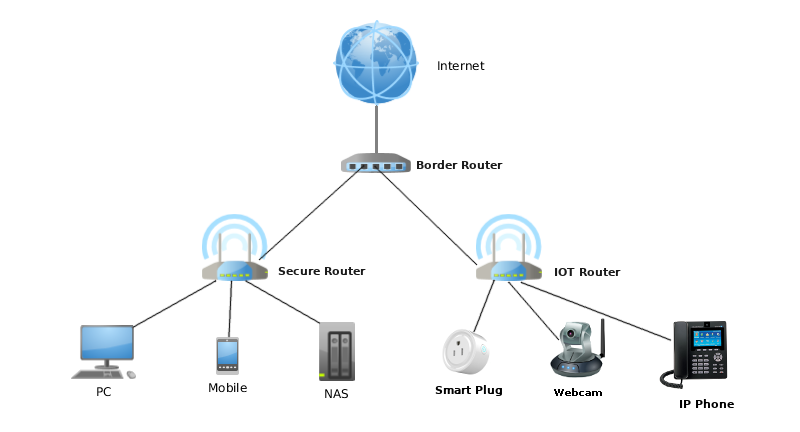 Internet
Border Router
Secure Router
IOT Router
PC
Mobile
NAS
Smart Plug
Webcam
IP Phone